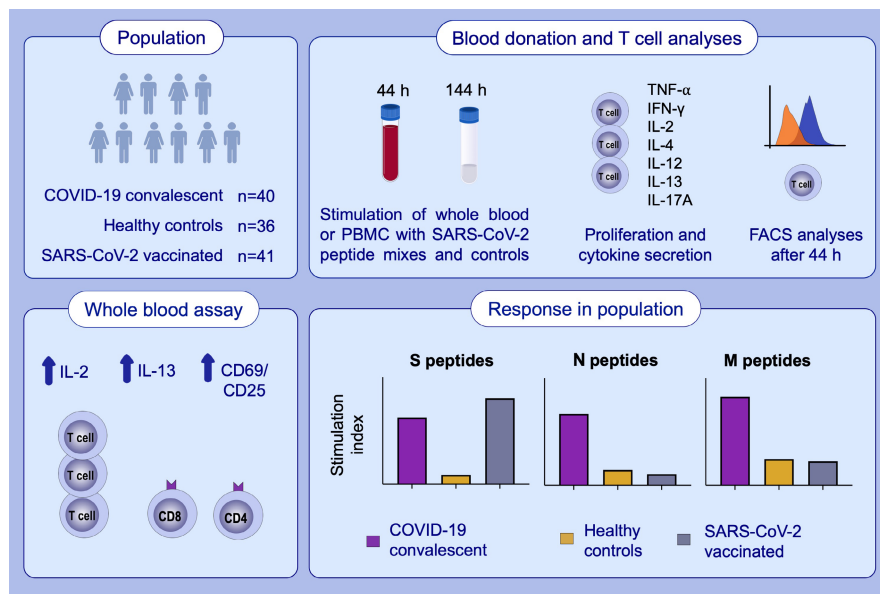 Population
COVID-19 convalescent n=40
Healthy controls n=36
SARS-CoV-2 vaccinated n=41
Blood donation and T cell analyses
44 h
144 h
Stimulation of whole blood
or PBMC with SARS-CoV-2
peptide mixes and controls
T cell
T cell
T cell
TNF-α
IFN-γ
IL-2
IL-4
IL-12
IL-13
IL-17A
Proliferation and
cytokine secretion
T cell
FACS analyses
after 44 h
Whole blood assay
IL-2
IL-13
CD69/
CD25
T cell
T cell
T cell
CD8
CD4
Response in population
S peptides
N peptides
M peptides
Stimulation
index
COVID-19
convalescent
Healthy
controls
SARS-CoV-2
vaccinated